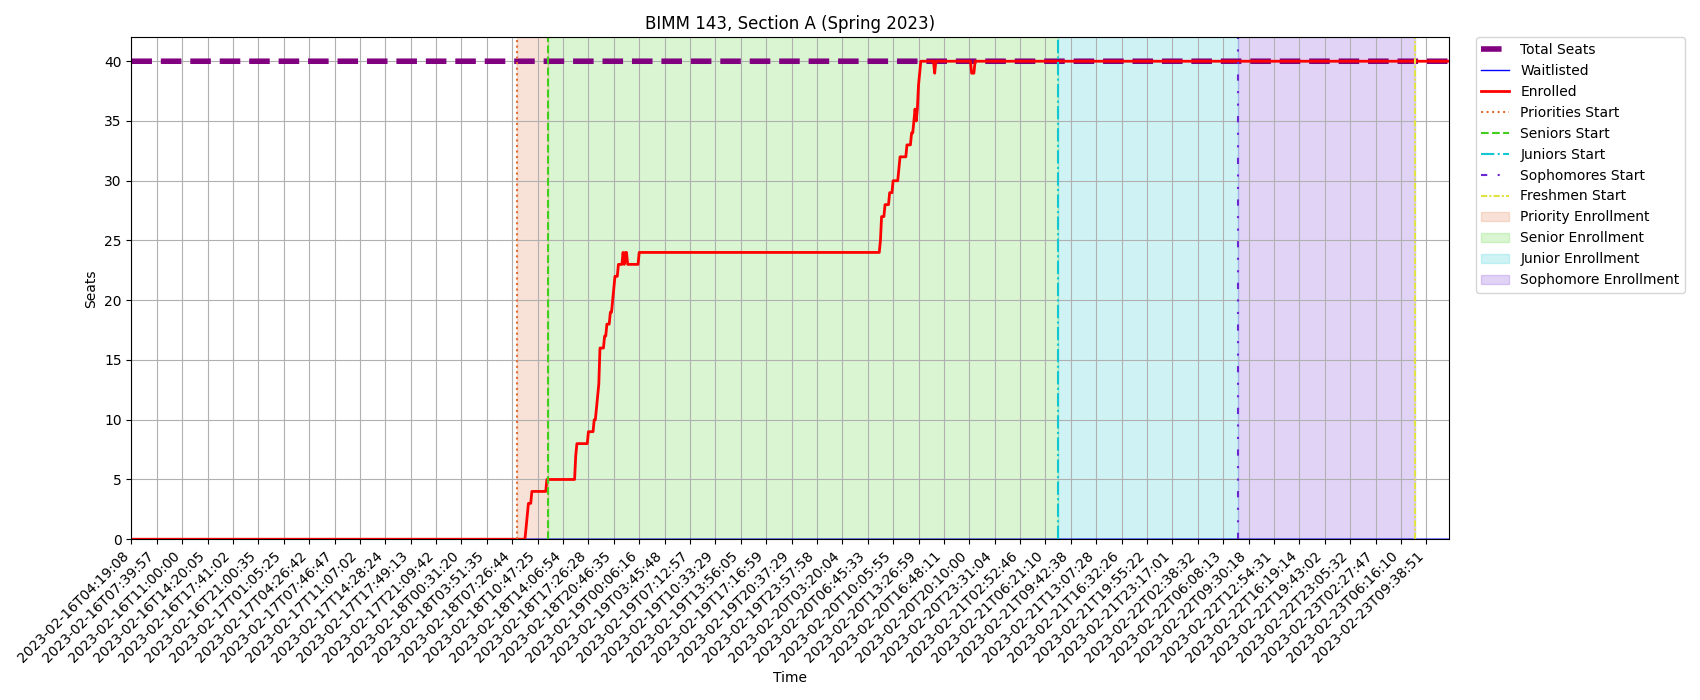 BIMM 143, Section A (Spring 2023)
Seats
40
35
30
25
20
15
10
5
0
2023-02-16T04:19:08
2023-02-16T07:39:57
2023-02-16T11:00:00
2023-02-16T14:20:05
2023-02-16T17:41:02
2023-02-16T21:00:35
2023-02-17T01:05:25
2023-02-17T04:26:42
2023-02-17T07:46:47
2023-02-17T11:07:02
2023-02-17T14:28:24
2023-02-17T17:49:13
2023-02-17T21:09:42
2023-02-18T00:31:20
2023-02-18T03:51:35
2023-02-18T07:26:44
2023-02-18T10:47:25
2023-02-18T14:06:54
2023-02-18T17:26:28
2023-02-18T20:46:35
2023-02-19T00:06:16
2023-02-19T03:45:48
2023-02-19T07:12:57
2023-02-19T10:33:29
2023-02-19T13:56:05
2023-02-19T17:16:59
2023-02-19T20:37:29
2023-02-19T23:57:58
2023-02-20T03:20:04
2023-02-20T06:45:33
2023-02-20T10:05:55
2023-02-20T13:26:59
2023-02-20T16:48:11
2023-02-20T20:10:00
2023-02-20T23:31:04
2023-02-21T02:52:46
2023-02-21T06:21:10
2023-02-21T09:42:38
2023-02-21T13:07:28
2023-02-21T16:32:26
2023-02-21T19:55:22
2023-02-21T23:17:01
2023-02-22T02:38:32
2023-02-22T06:08:13
2023-02-22T09:30:18
2023-02-22T12:54:31
2023-02-22T16:19:14
2023-02-22T19:43:02
2023-02-22T23:05:32
2023-02-23T02:27:47
2023-02-23T06:16:10
2023-02-23T09:38:51
Time
Total Seats
Waitlisted
Enrolled
Priorities Start
Seniors Start
Juniors Start
Sophomores Start
Freshmen Start
Priority Enrollment
Senior Enrollment
Junior Enrollment
Sophomore Enrollment